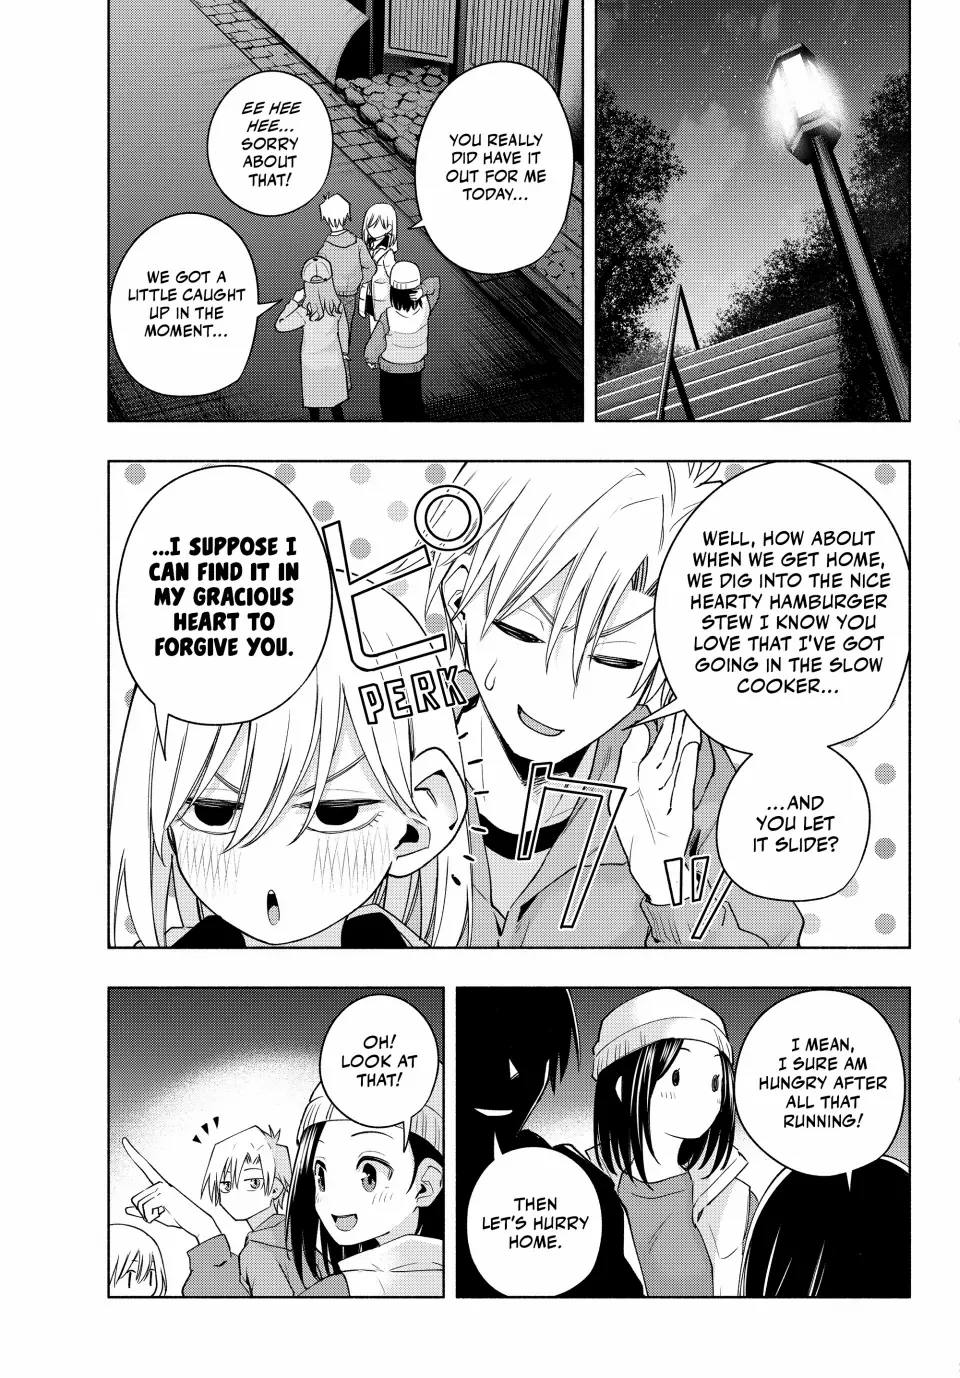 YOU REALLY
DID HAVE IT
OUT FOR ME
TODAY...
EE HEE
HEE...
SORRY
ABOUT
THAT!
WE GOT A
LITTLE CAUGHT
UP IN THE
MOMENT...
WELL, HOW ABOUT
WHEN WE GET HOME,
WE DIG INTO THE NICE
HEARTY HAMBURGER
STEW I KNOW YOU
LOVE THAT I'VE GOT
GOING IN THE SLOW
COOKER...
...AND
YOU LET
IT SLIDE?
ピ
PERK
...I SUPPOSE I
CAN FIND IT IN
MY GRACIOUS
HEART TO
FORGIVE YOU.
I MEAN,
I SURE AM
HUNGRY AFTER
ALL THAT
RUNNING!
THEN
LET'S HURRY
HOME.
OH!
LOOK AT
THAT!